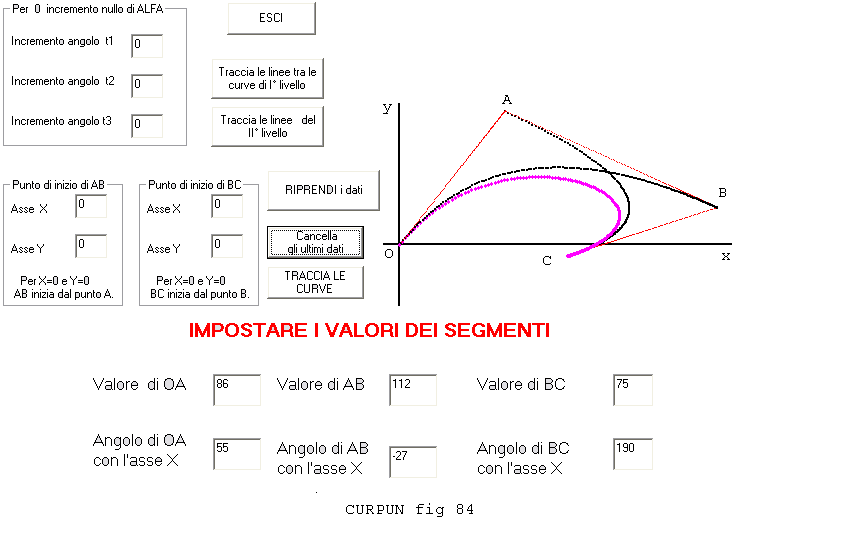 Per 0 incremento nullo di ALFA
Incremento angolo t1
0
Incremento angolo t2
0
Incremento angolo t3
0
ESCI
Traccia le linee tra le
curve di I° livello
Traccia le linee del
II° livello
Punto di inizio di AB
Asse X
0
Asse Y
0
Per X=0 e Y=0
AB inizia dal punto A.
Punto di inizio di BC
Asse X
0
Asse Y
0
Per X=0 e Y=0
BC inizia dal punto B.
RIPRENDI i dati
Cancella
gli ultimi dati
TRACCIA LE
CURVE
y
A
B
O
C
x
IMPOSTARE I VALORI DEI SEGMENTI
Valore di OA
86
Valore di AB
112
Valore di BC
75
Angolo di OA
con l'asse X
55
Angolo di AB
con l'asse X
-27
Angolo di BC
con l'asse X
190
CURPUN fig 84